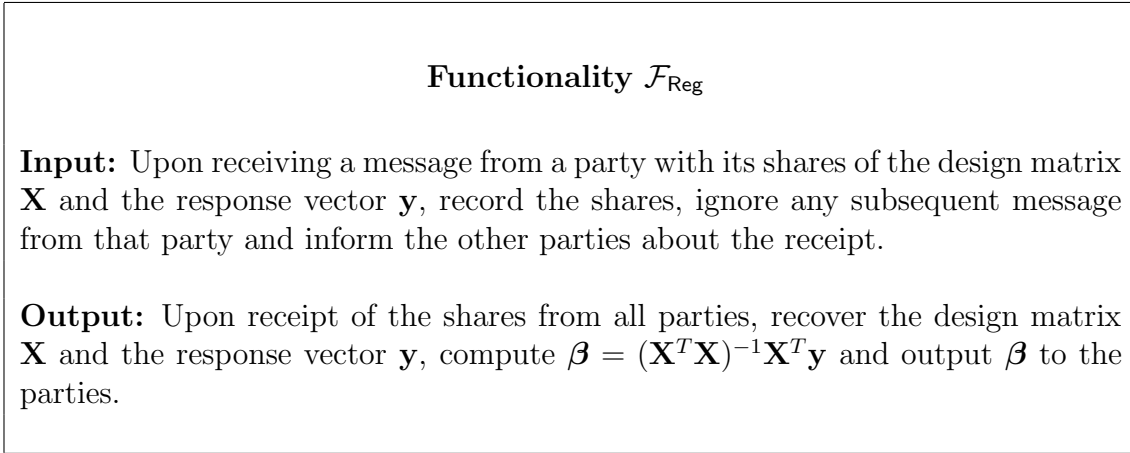 Functionality 𝓕_Reg
Input: Upon receiving a message from a party with its shares of the design matrix
X and the response vector y, record the shares, ignore any subsequent message
from that party and inform the other parties about the receipt.
Output: Upon receipt of the shares from all parties, recover the design matrix
X and the response vector y, compute β = (XᵀX)⁻¹Xᵀy and output β to the
parties.